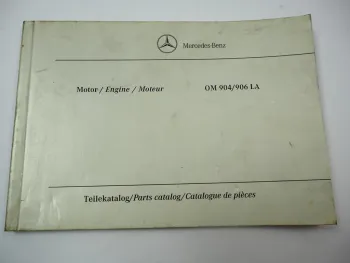 Mercedes-Benz
Motor / Engine / Moteur OM 904/906 LA
Teilekatalog/Parts catalog/Catalogue de pièces